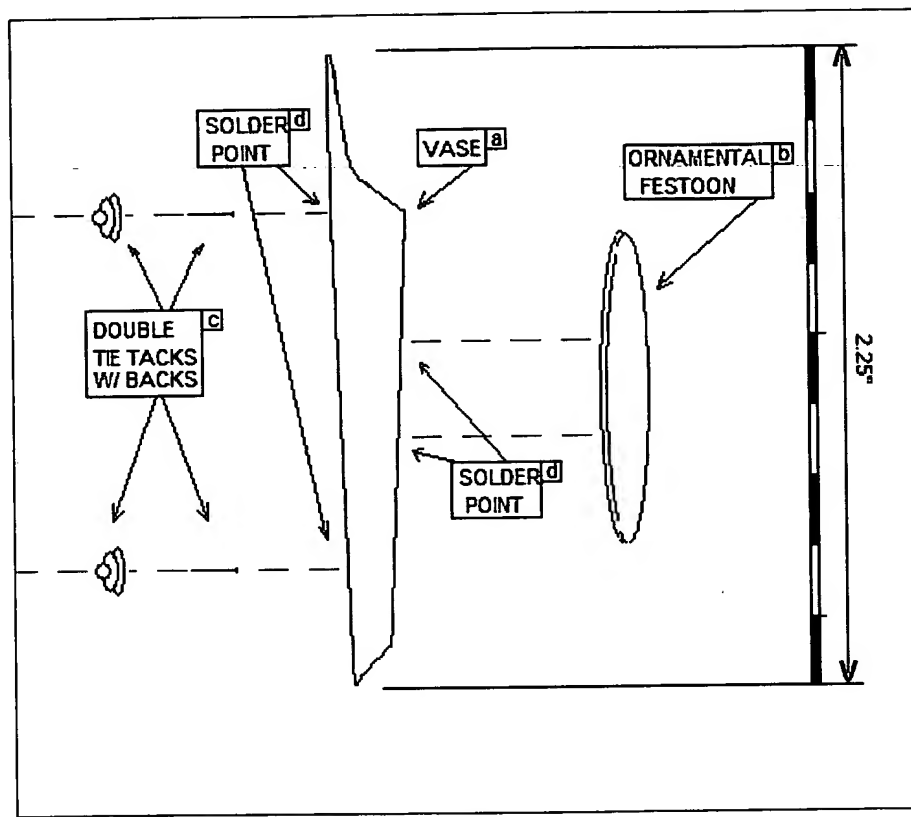 SOLDER d
POINT
VASE a
ORNAMENTAL b
FESTOON
DOUBLE c
TIE TACKS
W/ BACKS
2.25"
SOLDER d
POINT